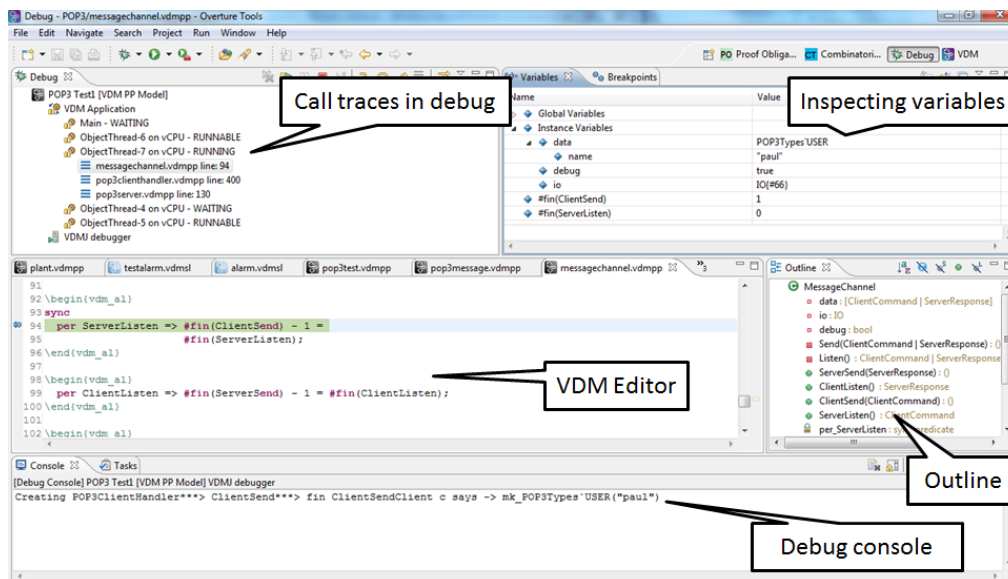 Debug - POP3/messagechannel.vdmpp - Overture Tools
File Edit Navigate Search Project Run Window Help
PO Proof Obliga... CT Combinatori... Debug VDM
Debug
POP3 Test1 [VDM PP Model]
VDM Application
Main - WAITING
ObjectThread-6 on vCPU - RUNNABLE
ObjectThread-7 on vCPU - RUNNING
messagechannel.vdmpp line: 94
pop3clienthandler.vdmpp line: 400
pop3server.vdmpp line: 130
ObjectThread-4 on vCPU - WAITING
ObjectThread-5 on vCPU - RUNNABLE
VDMJ debugger
Call traces in debug
Variables Breakpoints
Name Value
Global Variables
Instance Variables
data POP3Types`USER
name "paul"
debug true
io IO{#66}
#fin(ClientSend) 1
#fin(ServerListen) 0
Inspecting variables
plant.vdmpp testalarm.vdmsl alarm.vdmsl pop3test.vdmpp pop3message.vdmpp messagechannel.vdmpp »3
91
92 \begin{vdm_al}
93 sync
94 per ServerListen => #fin(ClientSend) - 1 =
95 #fin(ServerListen);
96 \end{vdm_al}
97
98 \begin{vdm_al}
99 per ClientListen => #fin(ServerSend) - 1 = #fin(ClientListen);
100 \end{vdm_al}
101
102 \begin{vdm_al}
VDM Editor
Outline
MessageChannel
data : [ClientCommand | ServerResponse]
io : IO
debug : bool
Send(ClientCommand | ServerResponse) : ()
Listen() : ClientCommand | ServerResponse
ServerSend(ServerResponse) : ()
ClientListen() : ServerResponse
ClientSend(ClientCommand) : ()
ServerListen() : ClientCommand
per_ServerListen : sync predicate
Outline
Console Tasks
[Debug Console] POP3 Test1 [VDM PP Model] VDMJ debugger
Creating POP3ClientHandler***> ClientSend***> fin ClientSendClient c says -> mk_POP3Types`USER("paul")
Debug console